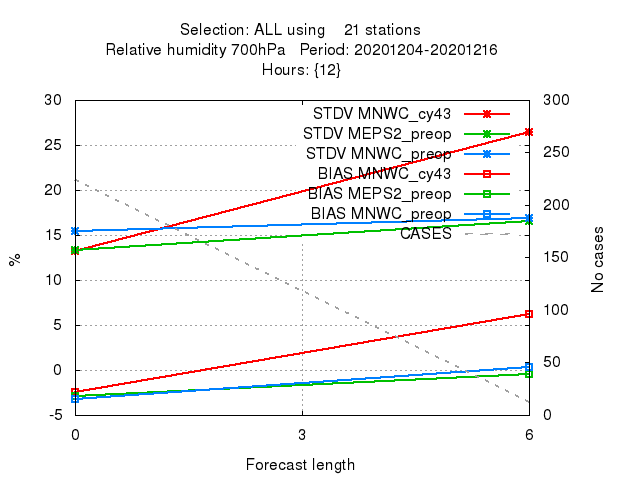 Selection: ALL using    21 stations
Relative humidity 700hPa   Period: 20201204-20201216
Hours: {12}
30 300
STDV MNWC_cy43
STDV MEPS2_preop
25 250
STDV MNWC_preop
BIAS MNWC_cy43
20 200
BIAS MEPS2_preop
BIAS MNWC_preop
15 150
CASES
%
No cases
10 100
5 50
0
-5 0
0 3 6
Forecast length